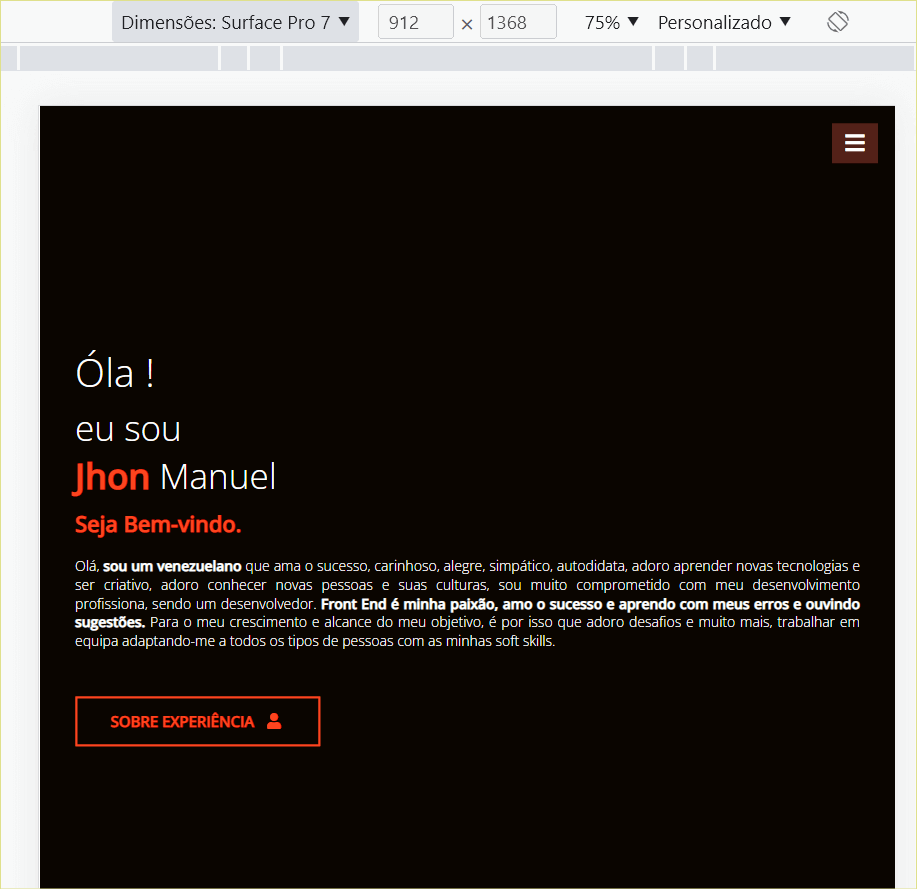 Dimensões: Surface Pro 7 ▼ 912 × 1368 75% ▼ Personalizado ▼
Óla !
eu sou
Jhon Manuel
Seja Bem-vindo.
Olá, sou um venezuelano que ama o sucesso, carinhoso, alegre, simpático, autodidata, adoro aprender novas tecnologias e
ser criativo, adoro conhecer novas pessoas e suas culturas, sou muito comprometido com meu desenvolvimento
profissiona, sendo um desenvolvedor. Front End é minha paixão, amo o sucesso e aprendo com meus erros e ouvindo
sugestões. Para o meu crescimento e alcance do meu objetivo, é por isso que adoro desafios e muito mais, trabalhar em
equipa adaptando-me a todos os tipos de pessoas com as minhas soft skills.
SOBRE EXPERIÊNCIA